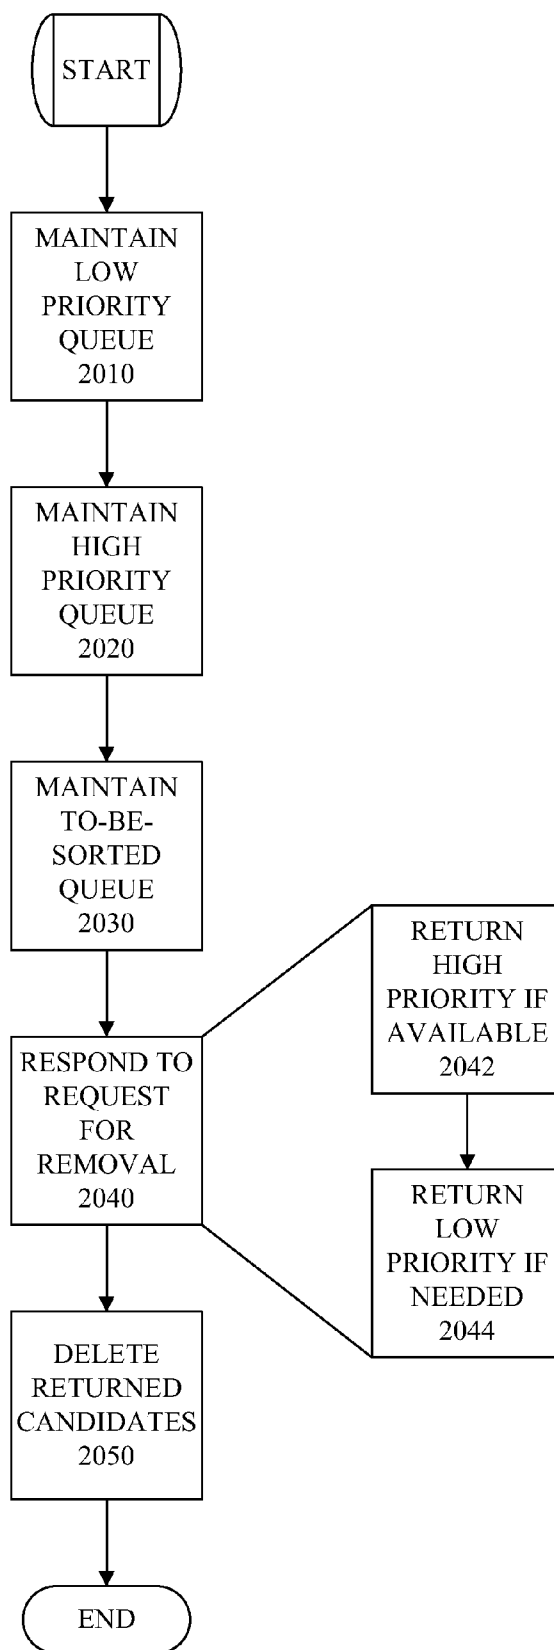 START
MAINTAIN
LOW
PRIORITY
QUEUE
2010
MAINTAIN
HIGH
PRIORITY
QUEUE
2020
MAINTAIN
TO-BE-
SORTED
QUEUE
2030
RESPOND TO
REQUEST
FOR
REMOVAL
2040
RETURN
HIGH
PRIORITY IF
AVAILABLE
2042
RETURN
LOW
PRIORITY IF
NEEDED
2044
DELETE
RETURNED
CANDIDATES
2050
END